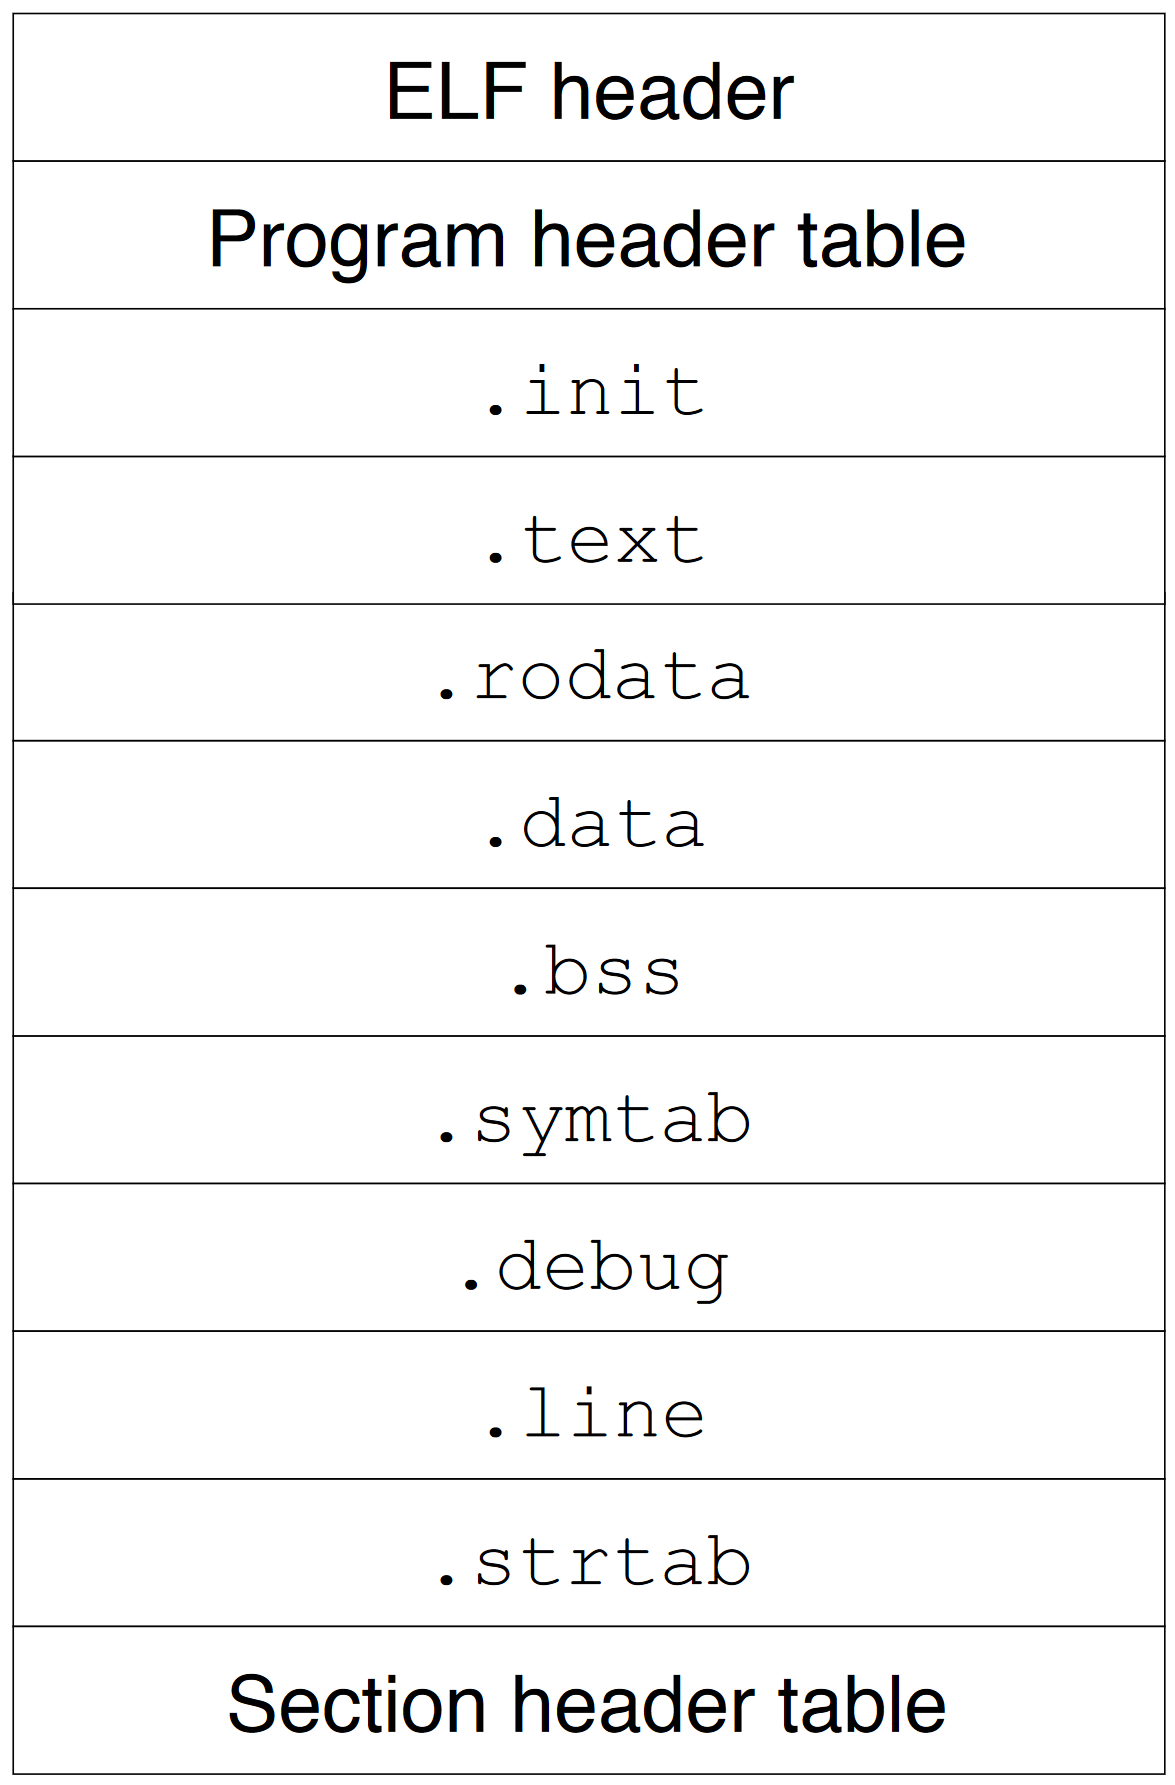 ELF header
Program header table
.init
.text
.rodata
.data
.bss
.symtab
.debug
.line
.strtab
Section header table